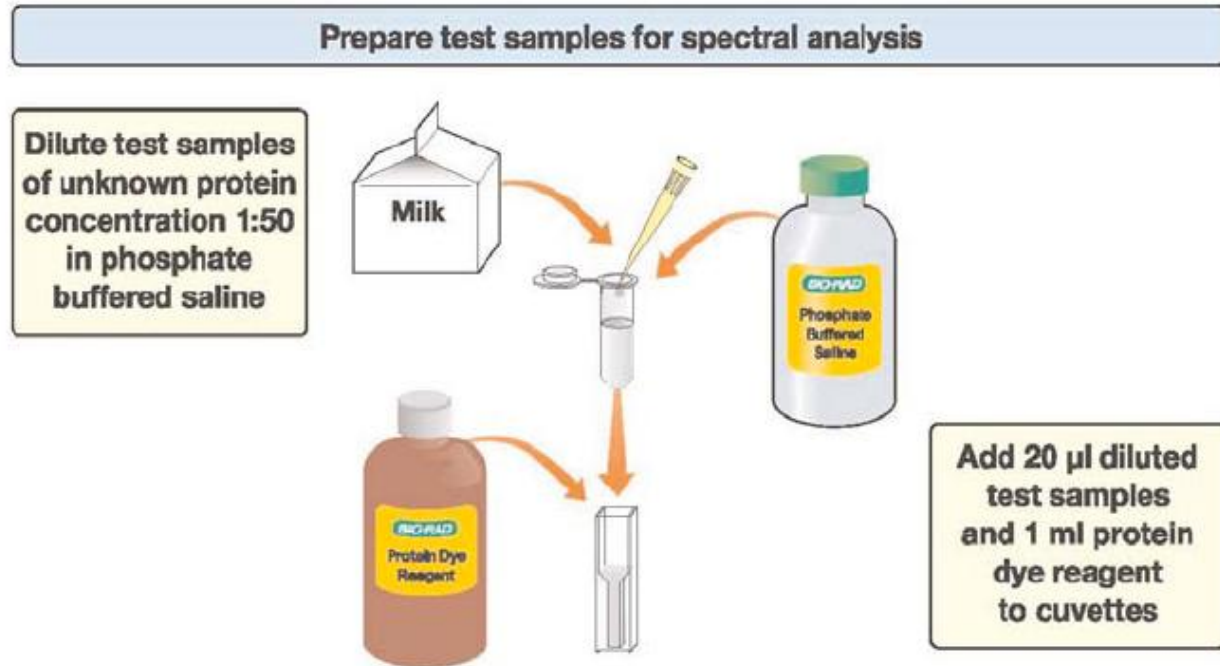 Prepare test samples for spectral analysis
Dilute test samples
of unknown protein
concentration 1:50
in phosphate
buffered saline
Milk
BIO-RAD
Phosphate
Buffered
Saline
BIO-RAD
Protein Dye
Reagent
Add 20 µl diluted
test samples
and 1 ml protein
dye reagent
to cuvettes